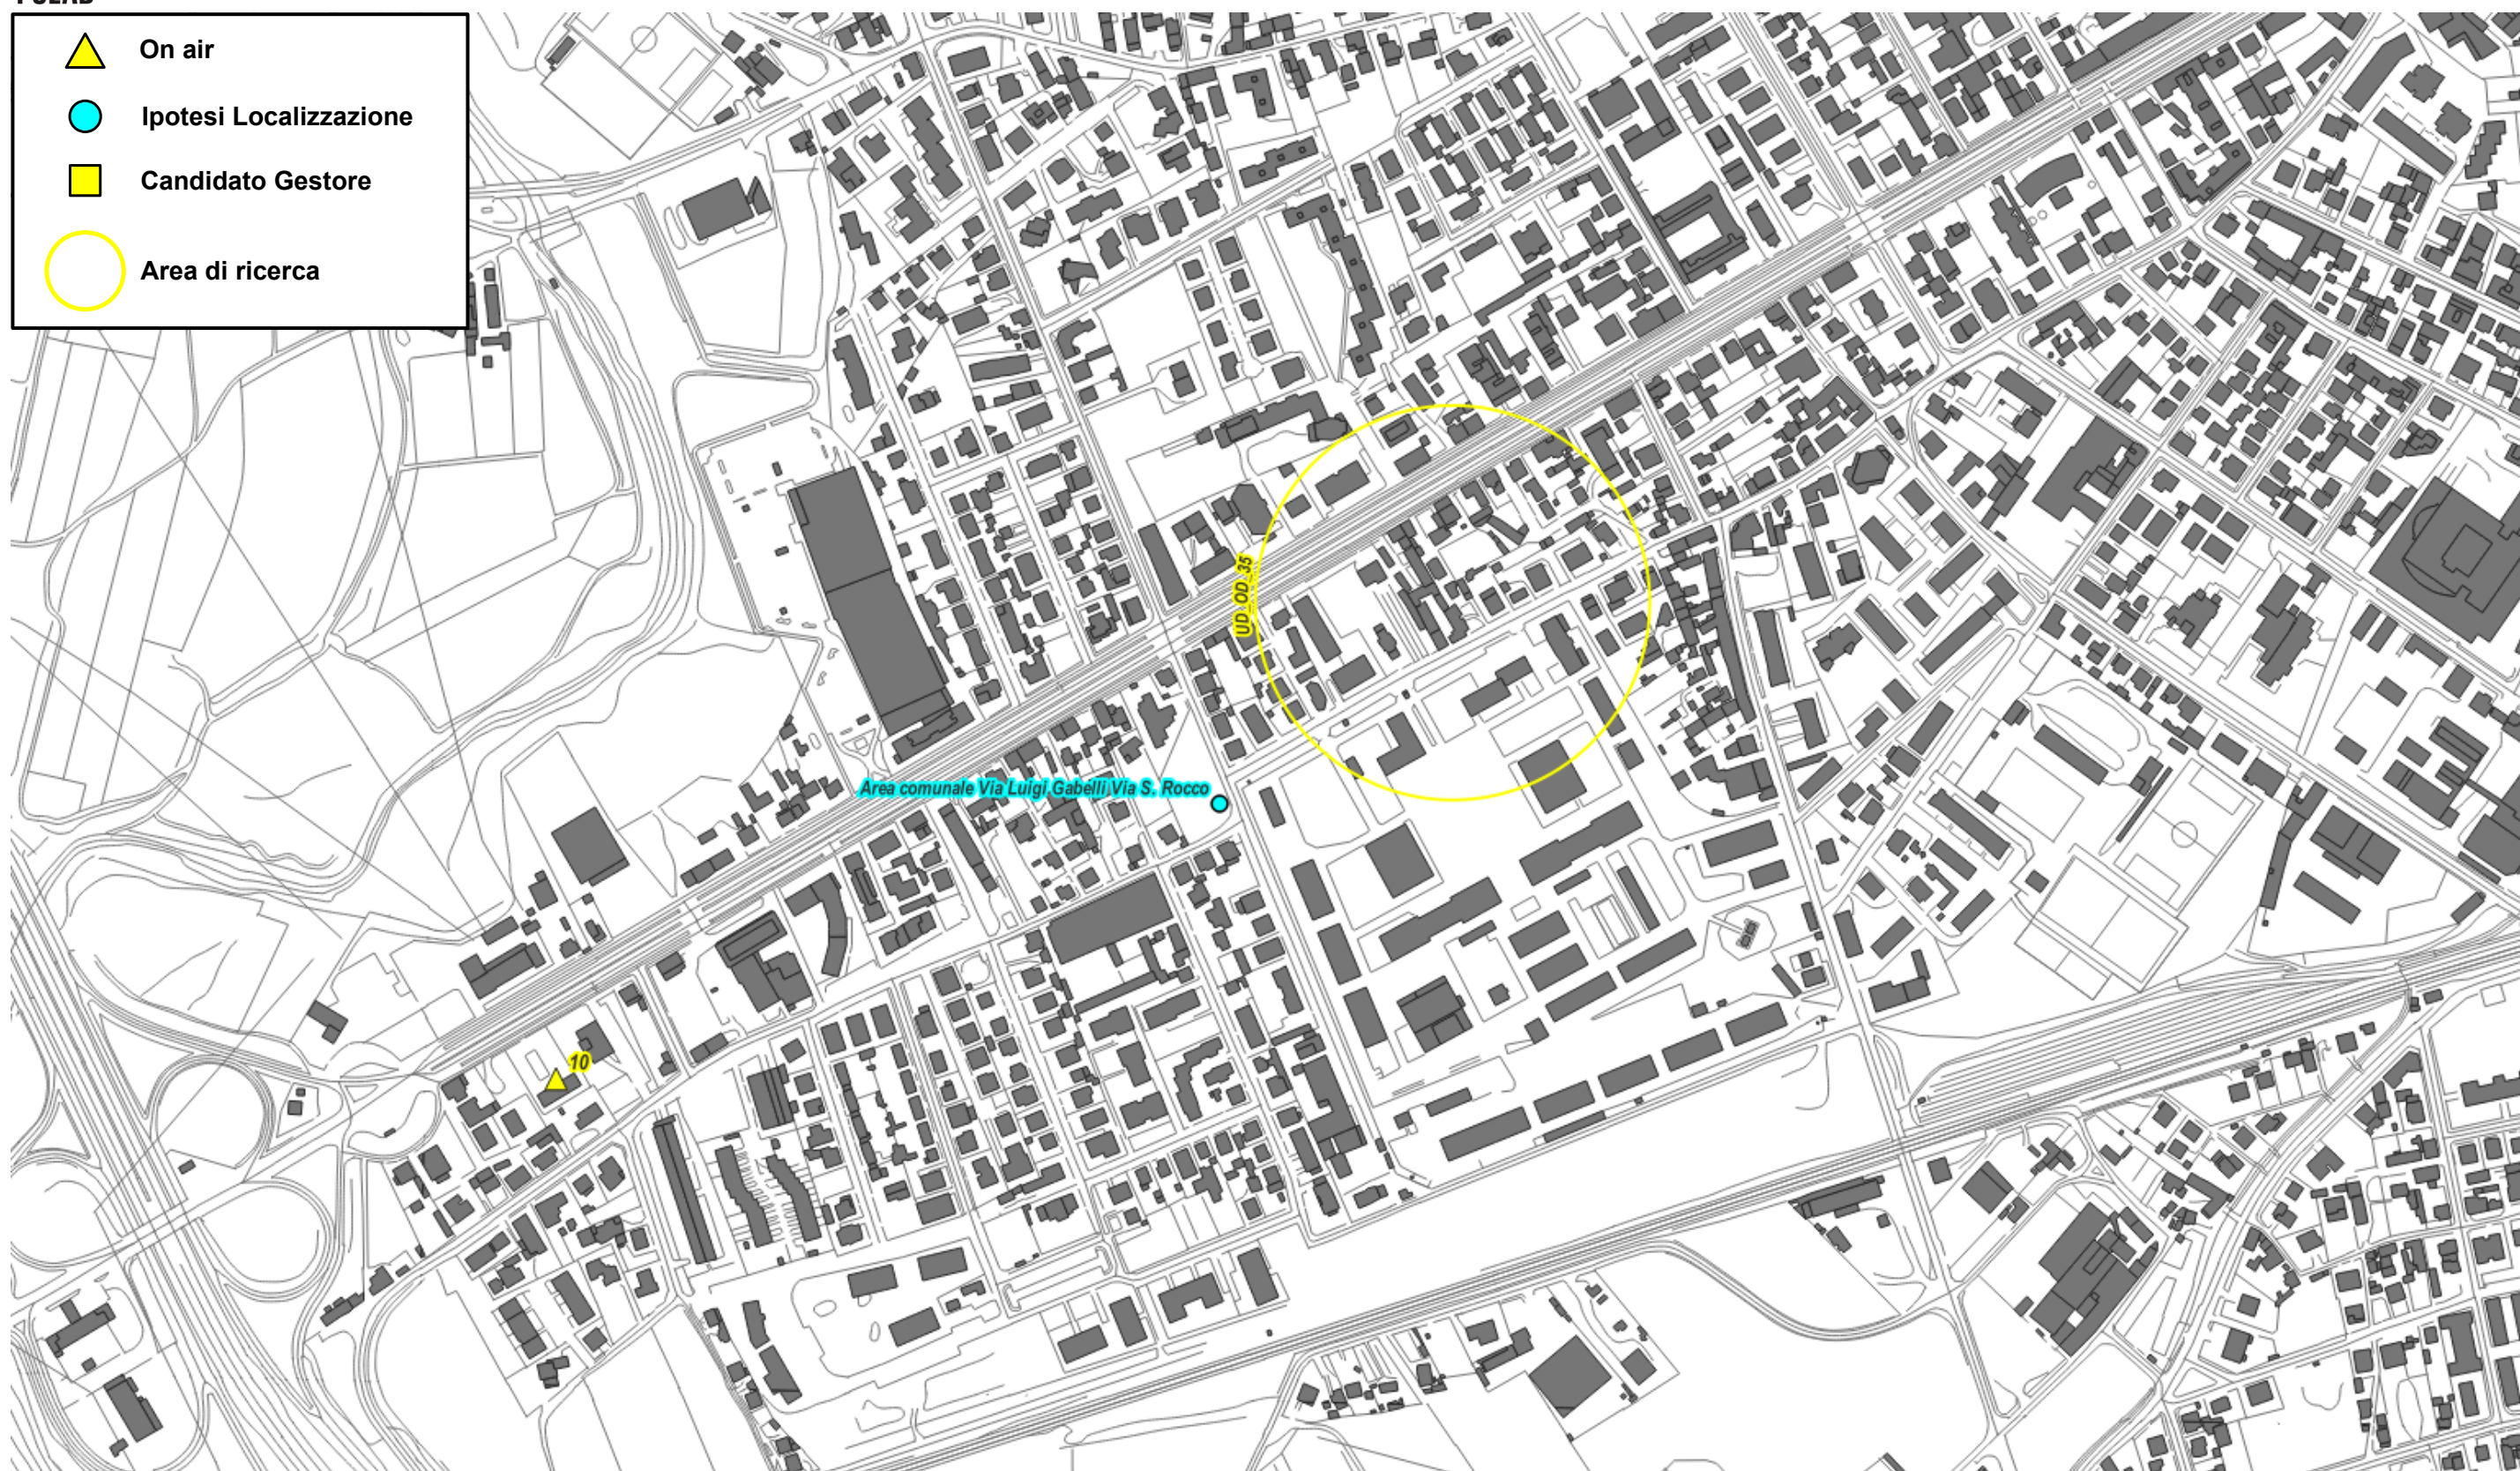 On air
Ipotesi Localizzazione
Candidato Gestore
Area di ricerca
UD_OD_35
Area comunale Via Luigi Gabelli Via S. Rocco
10